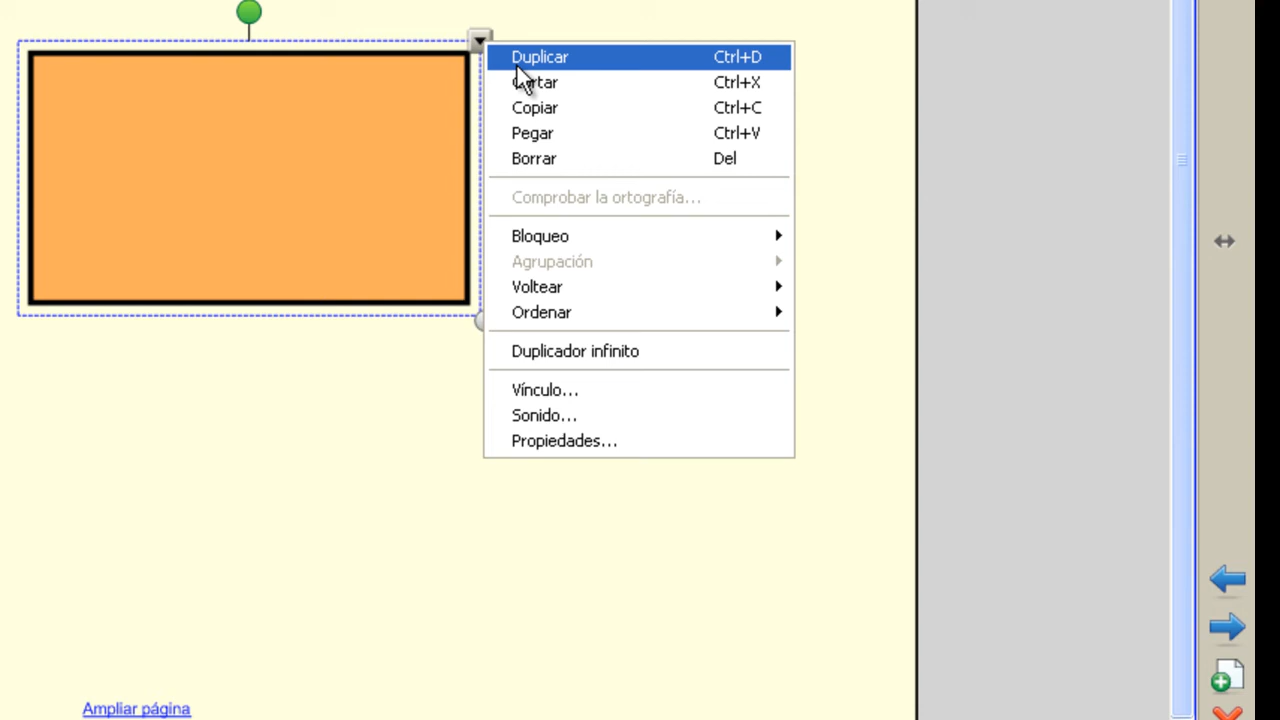 Duplicar Ctrl+D
Cortar Ctrl+X
Copiar Ctrl+C
Pegar Ctrl+V
Borrar Del
Comprobar la ortografía...
Bloqueo
Agrupación
Voltear
Ordenar
Duplicador infinito
Vínculo...
Sonido...
Propiedades...
Ampliar página